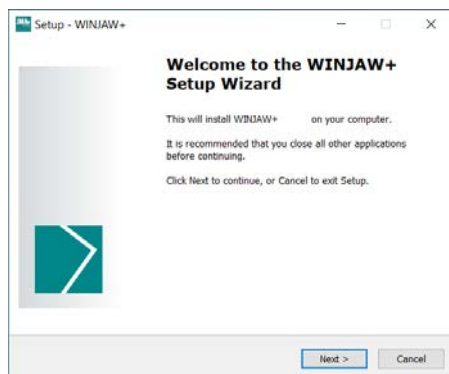 Setup - WINJAW+
Welcome to the WINJAW+
Setup Wizard
This will install WINJAW+ on your computer.
It is recommended that you close all other applications
before continuing.
Click Next to continue, or Cancel to exit Setup.
Next >
Cancel